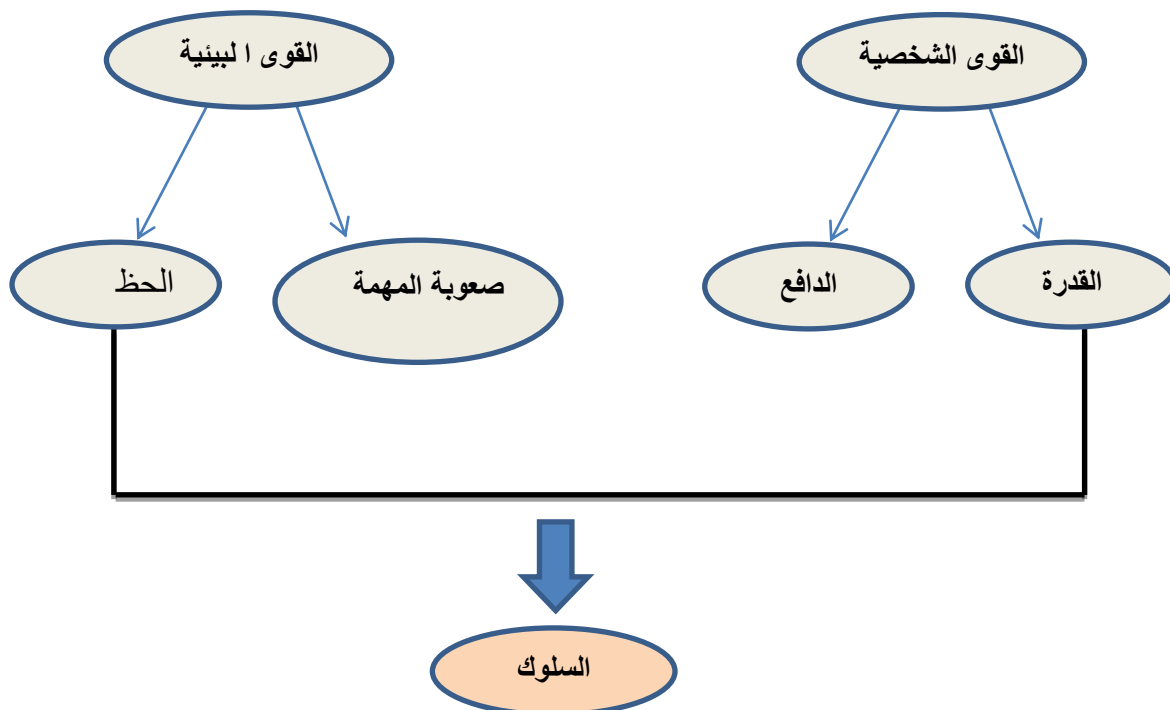 القوى الشخصية
القوى ا لبيئية
القدرة
الدافع
صعوبة المهمة
الحظ
السلوك